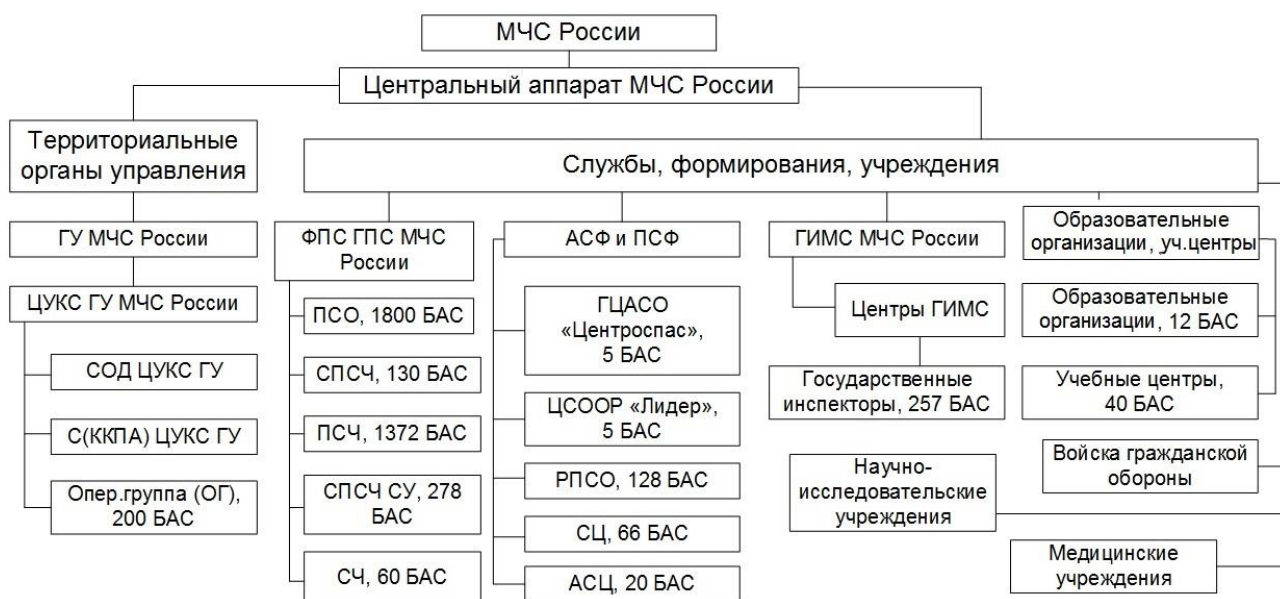 МЧС России
Центральный аппарат МЧС России
Территориальные
органы управления
Службы, формирования, учреждения
ГУ МЧС России
ЦУКС ГУ МЧС России
СОД ЦУКС ГУ
С(ККПА) ЦУКС ГУ
Опер.группа (ОГ),
200 БАС
ФПС ГПС МЧС
России
ПСО, 1800 БАС
СПСЧ, 130 БАС
ПСЧ, 1372 БАС
СПСЧ СУ, 278
БАС
СЧ, 60 БАС
АСФ и ПСФ
ГЦАСО
«Центроспас»,
5 БАС
ЦСООР «Лидер»,
5 БАС
РПСО, 128 БАС
СЦ, 66 БАС
АСЦ, 20 БАС
ГИМС МЧС России
Центры ГИМС
Государственные
инспекторы, 257 БАС
Научно-
исследовательские
учреждения
Образовательные
организации, уч.центры
Образовательные
организации, 12 БАС
Учебные центры,
40 БАС
Войска гражданской
обороны
Медицинские
учреждения